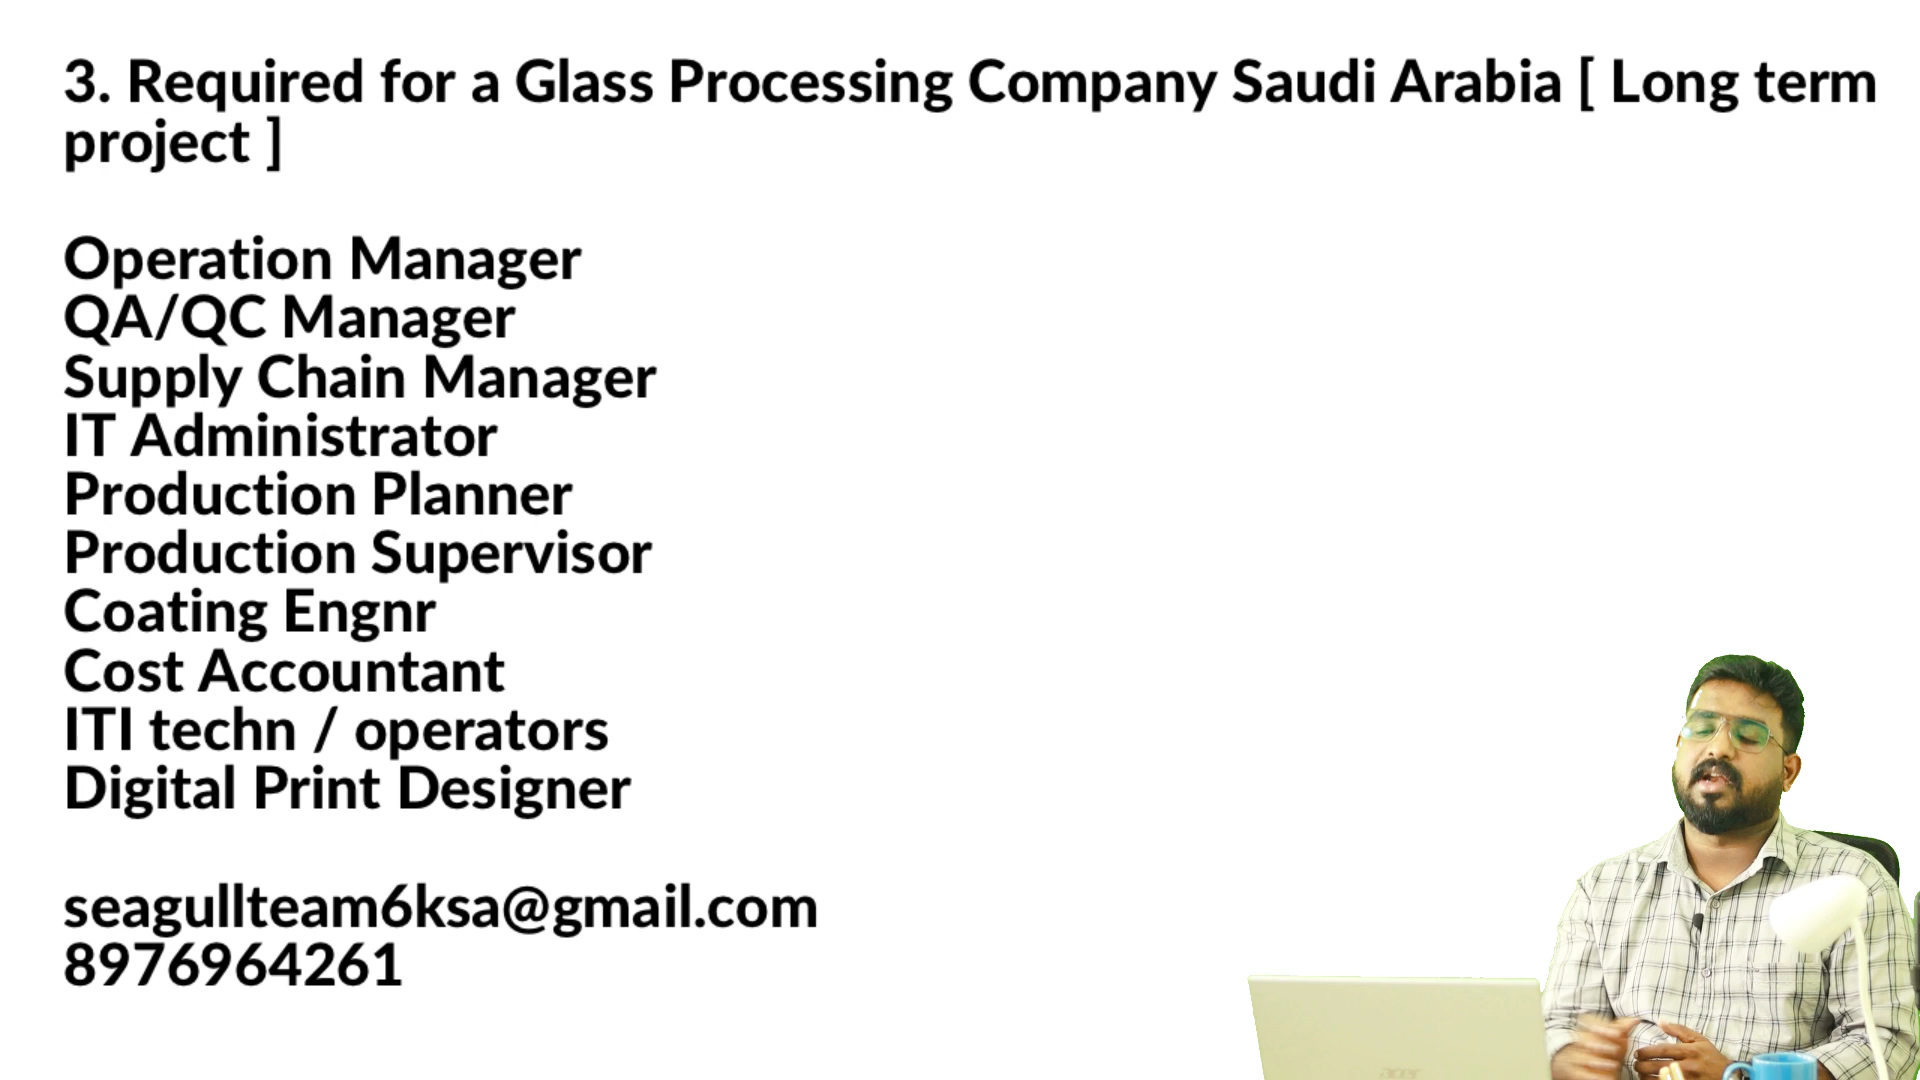 3. Required for a Glass Processing Company Saudi Arabia [ Long term
project ]
Operation Manager
QA/QC Manager
Supply Chain Manager
IT Administrator
Production Planner
Production Supervisor
Coating Engnr
Cost Accountant
ITI techn / operators
Digital Print Designer
seagullteam6ksa@gmail.com
8976964261
acer